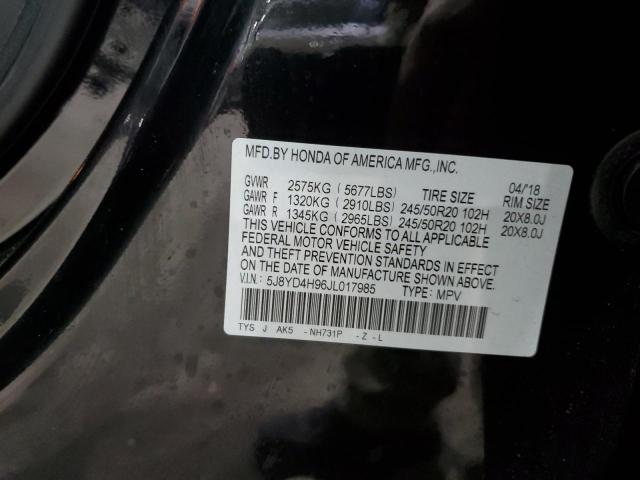 MFD.BY HONDA OF AMERICA MFG.,INC.
04/18
GVWR 2575KG (5677LBS) TIRE SIZE RIM SIZE
GAWR F 1320KG (2910LBS) 245/50R20 102H 20X8.0J
GAWR R 1345KG (2965LBS) 245/50R20 102H 20X8.0J
THIS VEHICLE CONFORMS TO ALL APPLICABLE
FEDERAL MOTOR VEHICLE SAFETY
AND THEFT PREVENTION STANDARDS IN EFFECT
ON THE DATE OF MANUFACTURE SHOWN ABOVE.
V.I.N.: 5J8YD4H96JL017985 TYPE: MPV
TYS J AK5 -NH731P -Z -L